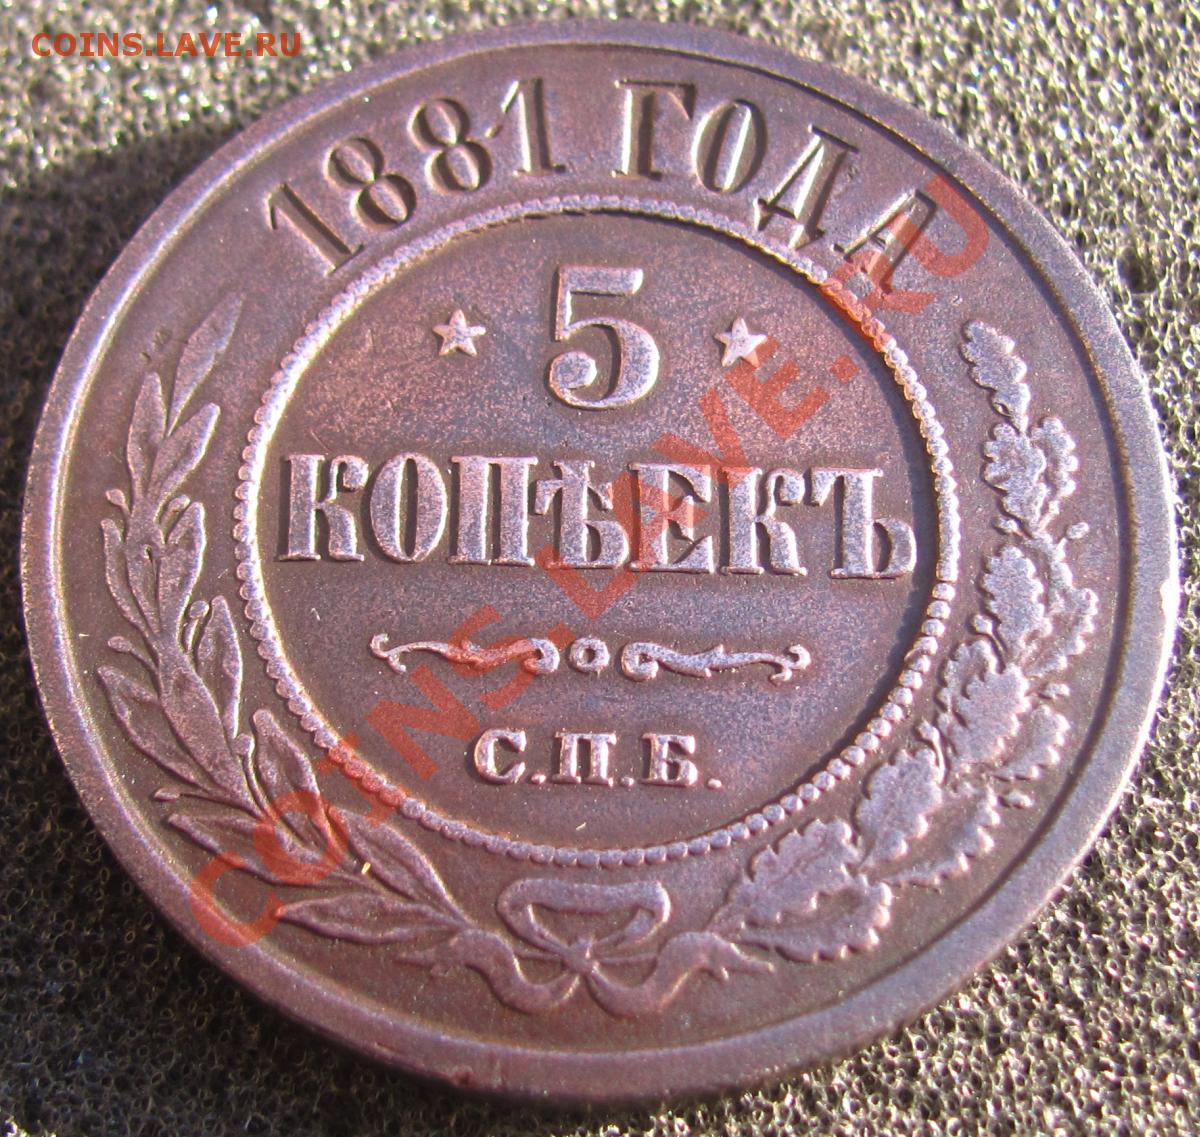 COINS.LAVE.RU
1881 ГОДА
5
КОПѢЕКЪ
С.П.Б.
COINS.LAVE.RU